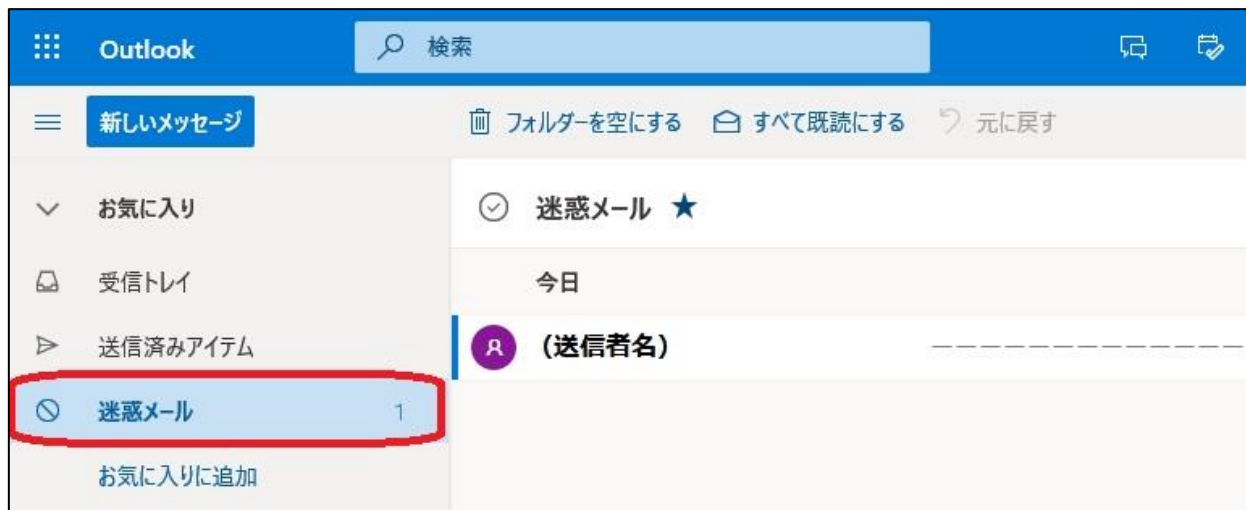 Outlook
検索
新しいメッセージ
フォルダーを空にする すべて既読にする 元に戻す
お気に入り
迷惑メール ★
受信トレイ
今日
送信済みアイテム
(送信者名)
迷惑メール 1
お気に入りに追加